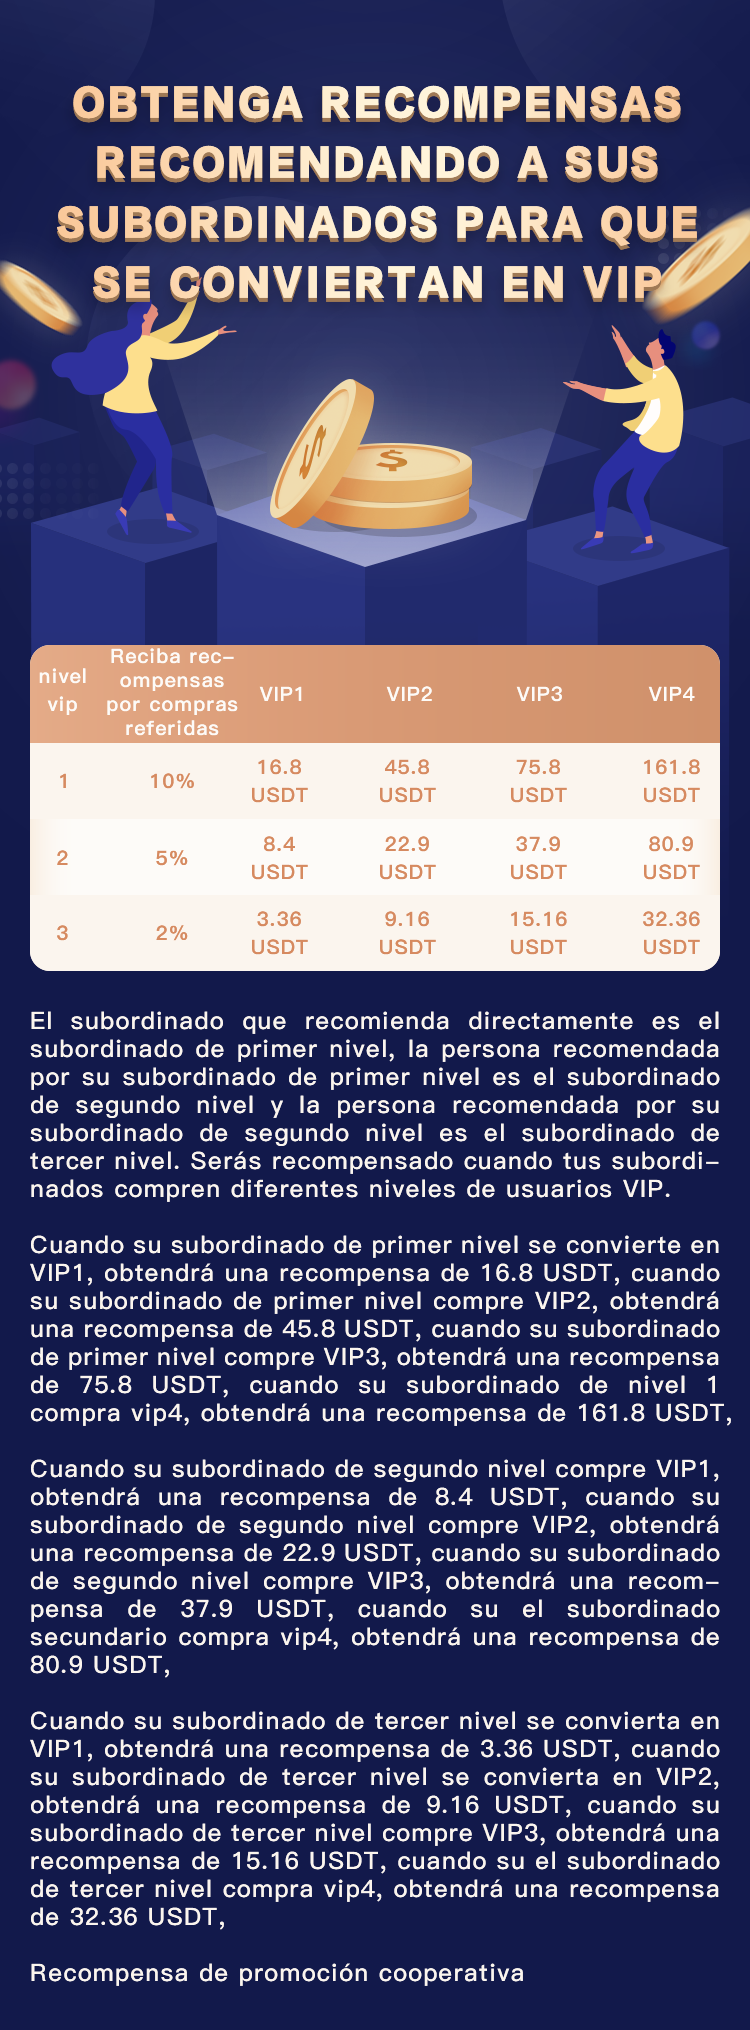 OBTENGA RECOMPENSAS
RECOMENDANDO A SUS
SUBORDINADOS PARA QUE
SE CONVIERTAN EN VIP
$
$
nivel vip
Reciba rec-
ompensas
por compras
referidas
VIP1 VIP2 VIP3 VIP4
1 10% 16.8 USDT 45.8 USDT 75.8 USDT 161.8 USDT
2 5% 8.4 USDT 22.9 USDT 37.9 USDT 80.9 USDT
3 2% 3.36 USDT 9.16 USDT 15.16 USDT 32.36 USDT
El subordinado que recomienda directamente es el
subordinado de primer nivel, la persona recomendada
por su subordinado de primer nivel es el subordinado
de segundo nivel y la persona recomendada por su
subordinado de segundo nivel es el subordinado de
tercer nivel. Serás recompensado cuando tus subordi-
nados compren diferentes niveles de usuarios VIP.
Cuando su subordinado de primer nivel se convierte en
VIP1, obtendrá una recompensa de 16.8 USDT, cuando
su subordinado de primer nivel compre VIP2, obtendrá
una recompensa de 45.8 USDT, cuando su subordinado
de primer nivel compre VIP3, obtendrá una recompensa
de 75.8 USDT, cuando su subordinado de nivel 1
compra vip4, obtendrá una recompensa de 161.8 USDT,
Cuando su subordinado de segundo nivel compre VIP1,
obtendrá una recompensa de 8.4 USDT, cuando su
subordinado de segundo nivel compre VIP2, obtendrá
una recompensa de 22.9 USDT, cuando su subordinado
de segundo nivel compre VIP3, obtendrá una recom-
pensa de 37.9 USDT, cuando su el subordinado
secundario compra vip4, obtendrá una recompensa de
80.9 USDT,
Cuando su subordinado de tercer nivel se convierta en
VIP1, obtendrá una recompensa de 3.36 USDT, cuando
su subordinado de tercer nivel se convierta en VIP2,
obtendrá una recompensa de 9.16 USDT, cuando su
subordinado de tercer nivel compre VIP3, obtendrá una
recompensa de 15.16 USDT, cuando su el subordinado
de tercer nivel compra vip4, obtendrá una recompensa
de 32.36 USDT,
Recompensa de promoción cooperativa